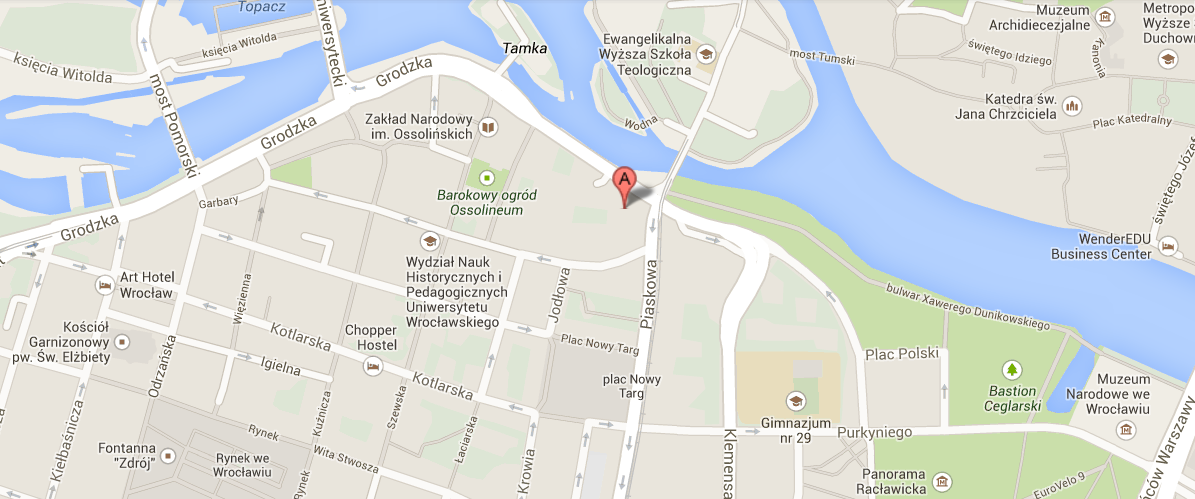 Topacz
księcia Witolda
księcia Witolda
most Pomorski
Uniwersytecki
Tamka
Grodzka
Grodzka
Grodzka
Ewangelikalna
Wyższa Szkoła
Teologiczna
Muzeum
Archidiecezjalne
Metropo
Wyższe
Duchow
most Tumski
świętego Idziego
Kanonia
Katedra św.
Jana Chrzciciela
Plac Katedralny
świętego Józef
Wodna
Zakład Narodowy
im. Ossolińskich
A
Barokowy ogród
Ossolineum
Garbary
WenderEDU
Business Center
Wydział Nauk
Historycznych i
Pedagogicznych
Uniwersytetu
Wrocławskiego
Art Hotel
Wrocław
Więzienna
Jodłowa
Piaskowa
bulwar Xawerego Dunikowskiego
Kościół
Garnizonowy
pw. Św. Elżbiety
Odrzańska
Kotlarska
Kotlarska
Igielna
Chopper
Hostel
Plac Nowy Targ
plac Nowy
Targ
Plac Polski
Bastion
Ceglarski
Muzeum
Narodowe we
Wrocławiu
Kiełbaśnicza
Kuźnicza
Szewska
Łaciarska
Krowia
Rynek
Rynek
Wita Stwosza
Rynek we
Wrocławiu
Fontanna
"Zdrój"
Gimnazjum
nr 29
Purkyniego
Klemensa
Panorama
Racławicka
EuroVelo 9
ców Warszawy